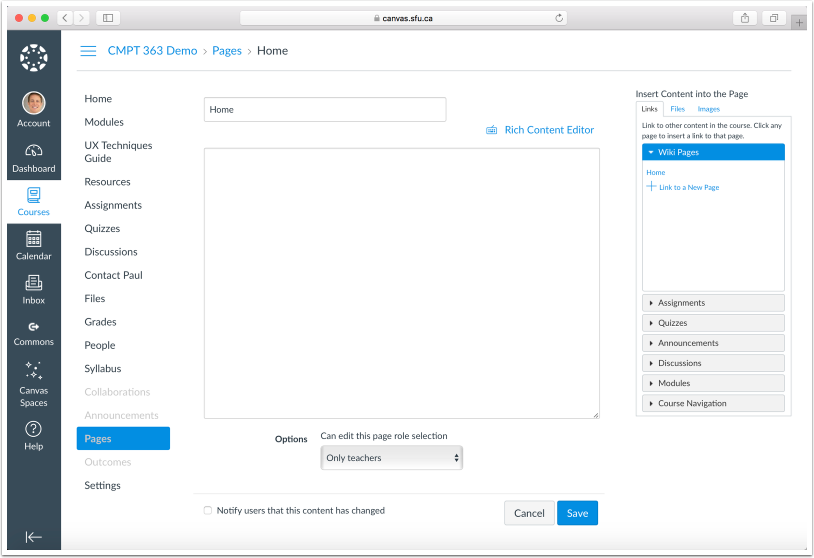 canvas.sfu.ca
CMPT 363 Demo › Pages › Home
Account
Dashboard
Courses
Calendar
Inbox
Commons
Canvas
Spaces
Help
Home
Modules
UX Techniques
Guide
Resources
Assignments
Quizzes
Discussions
Contact Paul
Files
Grades
People
Syllabus
Collaborations
Announcements
Pages
Outcomes
Settings
Home
Rich Content Editor
Options
Can edit this page role selection
Only teachers
Notify users that this content has changed
Cancel
Save
Insert Content into the Page
Links Files Images
Link to other content in the course. Click any
page to insert a link to that page.
Wiki Pages
Home
Link to a New Page
Assignments
Quizzes
Announcements
Discussions
Modules
Course Navigation